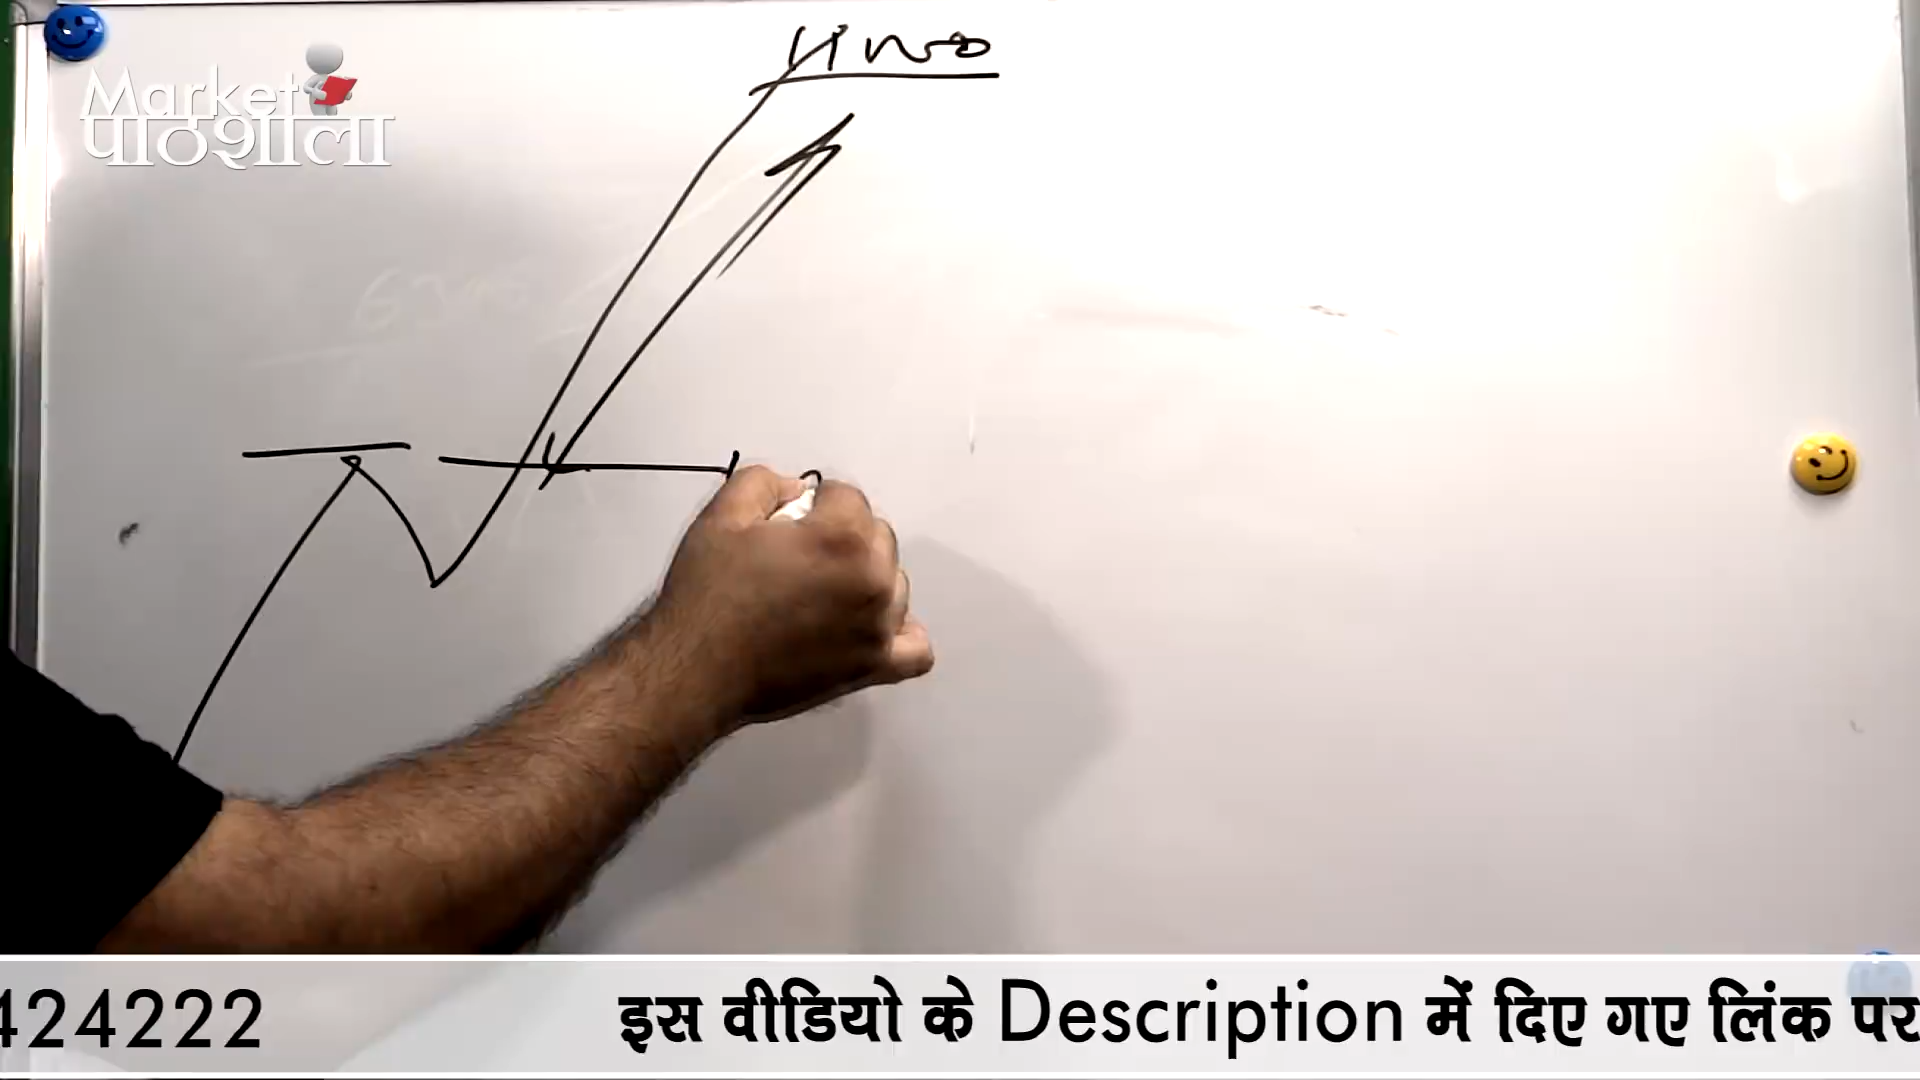 Market
पाठशाला
424222 इस वीडियो के Description में दिए गए लिंक पर